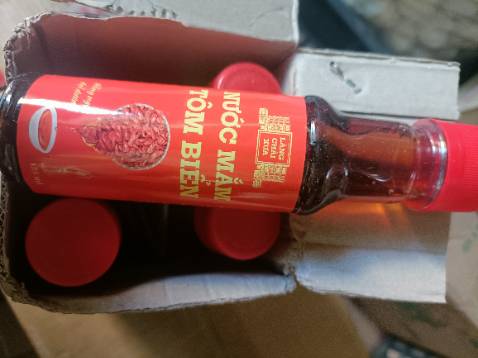 LÀNG
CHÀI
XƯA
NƯỚC MẮM
TÔM BIỂN